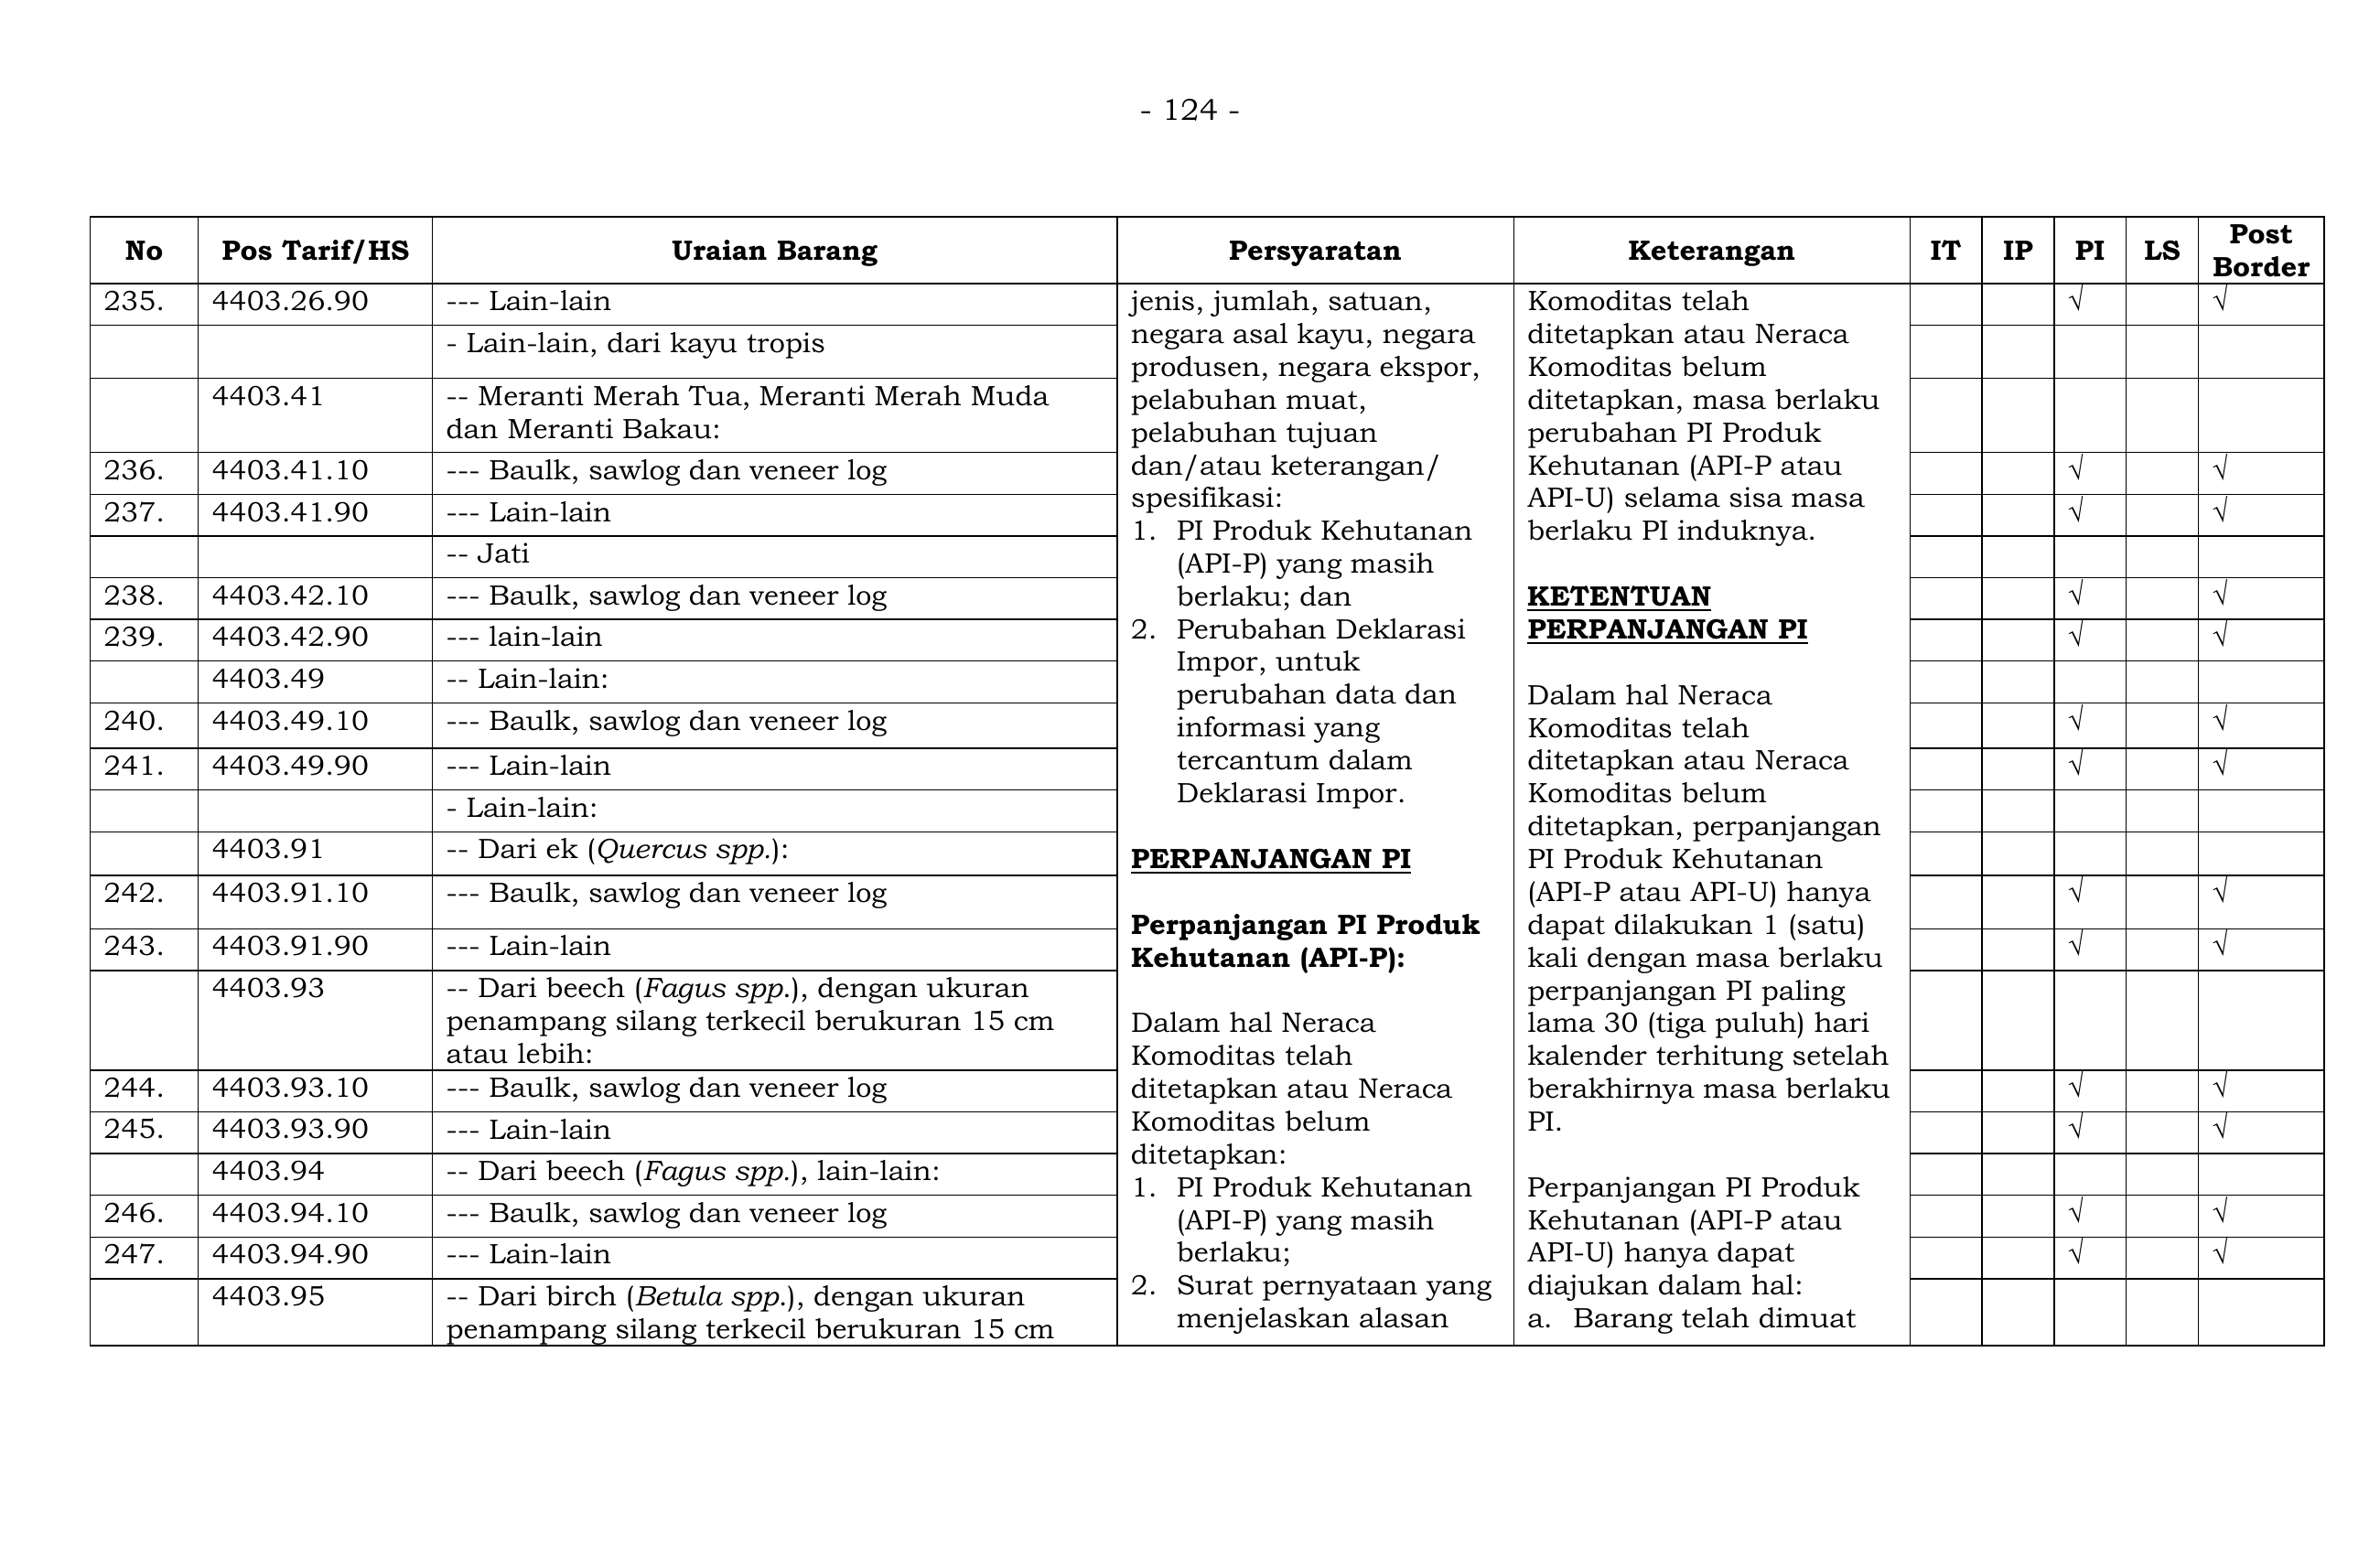 - 124 -
No Pos Tarif/HS Uraian Barang Persyaratan Keterangan IT IP PI LS Post Border
235. 4403.26.90 --- Lain-lain √ √
- Lain-lain, dari kayu tropis
4403.41 -- Meranti Merah Tua, Meranti Merah Muda
dan Meranti Bakau:
236. 4403.41.10 --- Baulk, sawlog dan veneer log √ √
237. 4403.41.90 --- Lain-lain √ √
-- Jati
238. 4403.42.10 --- Baulk, sawlog dan veneer log √ √
239. 4403.42.90 --- lain-lain √ √
4403.49 -- Lain-lain:
240. 4403.49.10 --- Baulk, sawlog dan veneer log √ √
241. 4403.49.90 --- Lain-lain √ √
- Lain-lain:
4403.91 -- Dari ek (Quercus spp.):
242. 4403.91.10 --- Baulk, sawlog dan veneer log √ √
243. 4403.91.90 --- Lain-lain √ √
4403.93 -- Dari beech (Fagus spp.), dengan ukuran
penampang silang terkecil berukuran 15 cm
atau lebih:
244. 4403.93.10 --- Baulk, sawlog dan veneer log √ √
245. 4403.93.90 --- Lain-lain √ √
4403.94 -- Dari beech (Fagus spp.), lain-lain:
246. 4403.94.10 --- Baulk, sawlog dan veneer log √ √
247. 4403.94.90 --- Lain-lain √ √
4403.95 -- Dari birch (Betula spp.), dengan ukuran
penampang silang terkecil berukuran 15 cm
jenis, jumlah, satuan,
negara asal kayu, negara
produsen, negara ekspor,
pelabuhan muat,
pelabuhan tujuan
dan/atau keterangan/
spesifikasi:
1. PI Produk Kehutanan
(API-P) yang masih
berlaku; dan
2. Perubahan Deklarasi
Impor, untuk
perubahan data dan
informasi yang
tercantum dalam
Deklarasi Impor.
PERPANJANGAN PI
Perpanjangan PI Produk
Kehutanan (API-P):
Dalam hal Neraca
Komoditas telah
ditetapkan atau Neraca
Komoditas belum
ditetapkan:
1. PI Produk Kehutanan
(API-P) yang masih
berlaku;
2. Surat pernyataan yang
menjelaskan alasan
Komoditas telah
ditetapkan atau Neraca
Komoditas belum
ditetapkan, masa berlaku
perubahan PI Produk
Kehutanan (API-P atau
API-U) selama sisa masa
berlaku PI induknya.
KETENTUAN
PERPANJANGAN PI
Dalam hal Neraca
Komoditas telah
ditetapkan atau Neraca
Komoditas belum
ditetapkan, perpanjangan
PI Produk Kehutanan
(API-P atau API-U) hanya
dapat dilakukan 1 (satu)
kali dengan masa berlaku
perpanjangan PI paling
lama 30 (tiga puluh) hari
kalender terhitung setelah
berakhirnya masa berlaku
PI.
Perpanjangan PI Produk
Kehutanan (API-P atau
API-U) hanya dapat
diajukan dalam hal:
a. Barang telah dimuat